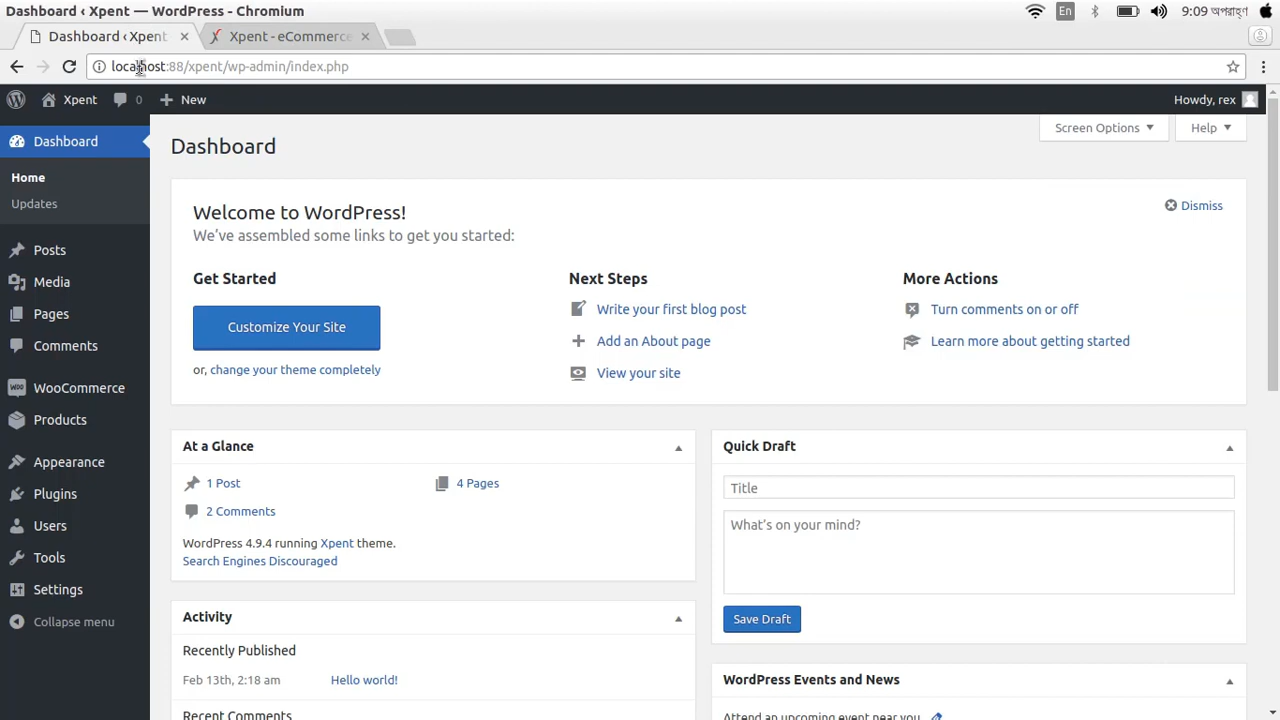 Dashboard ‹ Xpent — WordPress - Chromium
En
9:09 অপরাহ্ণ
Dashboard ‹ Xpent
Xpent - eCommerce
localhost:88/xpent/wp-admin/index.php
Xpent
0
New
Howdy, rex
Dashboard
Home
Updates
Posts
Media
Pages
Comments
WooCommerce
Products
Appearance
Plugins
Users
Tools
Settings
Collapse menu
Dashboard
Screen Options
Help
Welcome to WordPress!
We've assembled some links to get you started:
Dismiss
Get Started
Customize Your Site
or, change your theme completely
Next Steps
Write your first blog post
Add an About page
View your site
More Actions
Turn comments on or off
Learn more about getting started
At a Glance
1 Post
4 Pages
2 Comments
WordPress 4.9.4 running Xpent theme.
Search Engines Discouraged
Activity
Recently Published
Feb 13th, 2:18 am
Hello world!
Recent Comments
Quick Draft
Title
What's on your mind?
Save Draft
WordPress Events and News
Attend an upcoming event near you